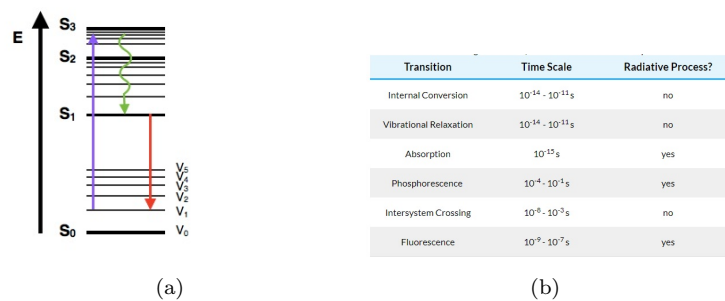 E
S3
S2
S1
S0
V5
V4
V3
V2
V1
V0
(a)
Transition Time Scale Radiative Process?
Internal Conversion 10^-14 - 10^-11 s no
Vibrational Relaxation 10^-14 - 10^-11 s no
Absorption 10^-15 s yes
Phosphorescence 10^-4 - 10^-1 s yes
Intersystem Crossing 10^-8 - 10^-3 s no
Fluorescence 10^-9 - 10^-7 s yes
(b)